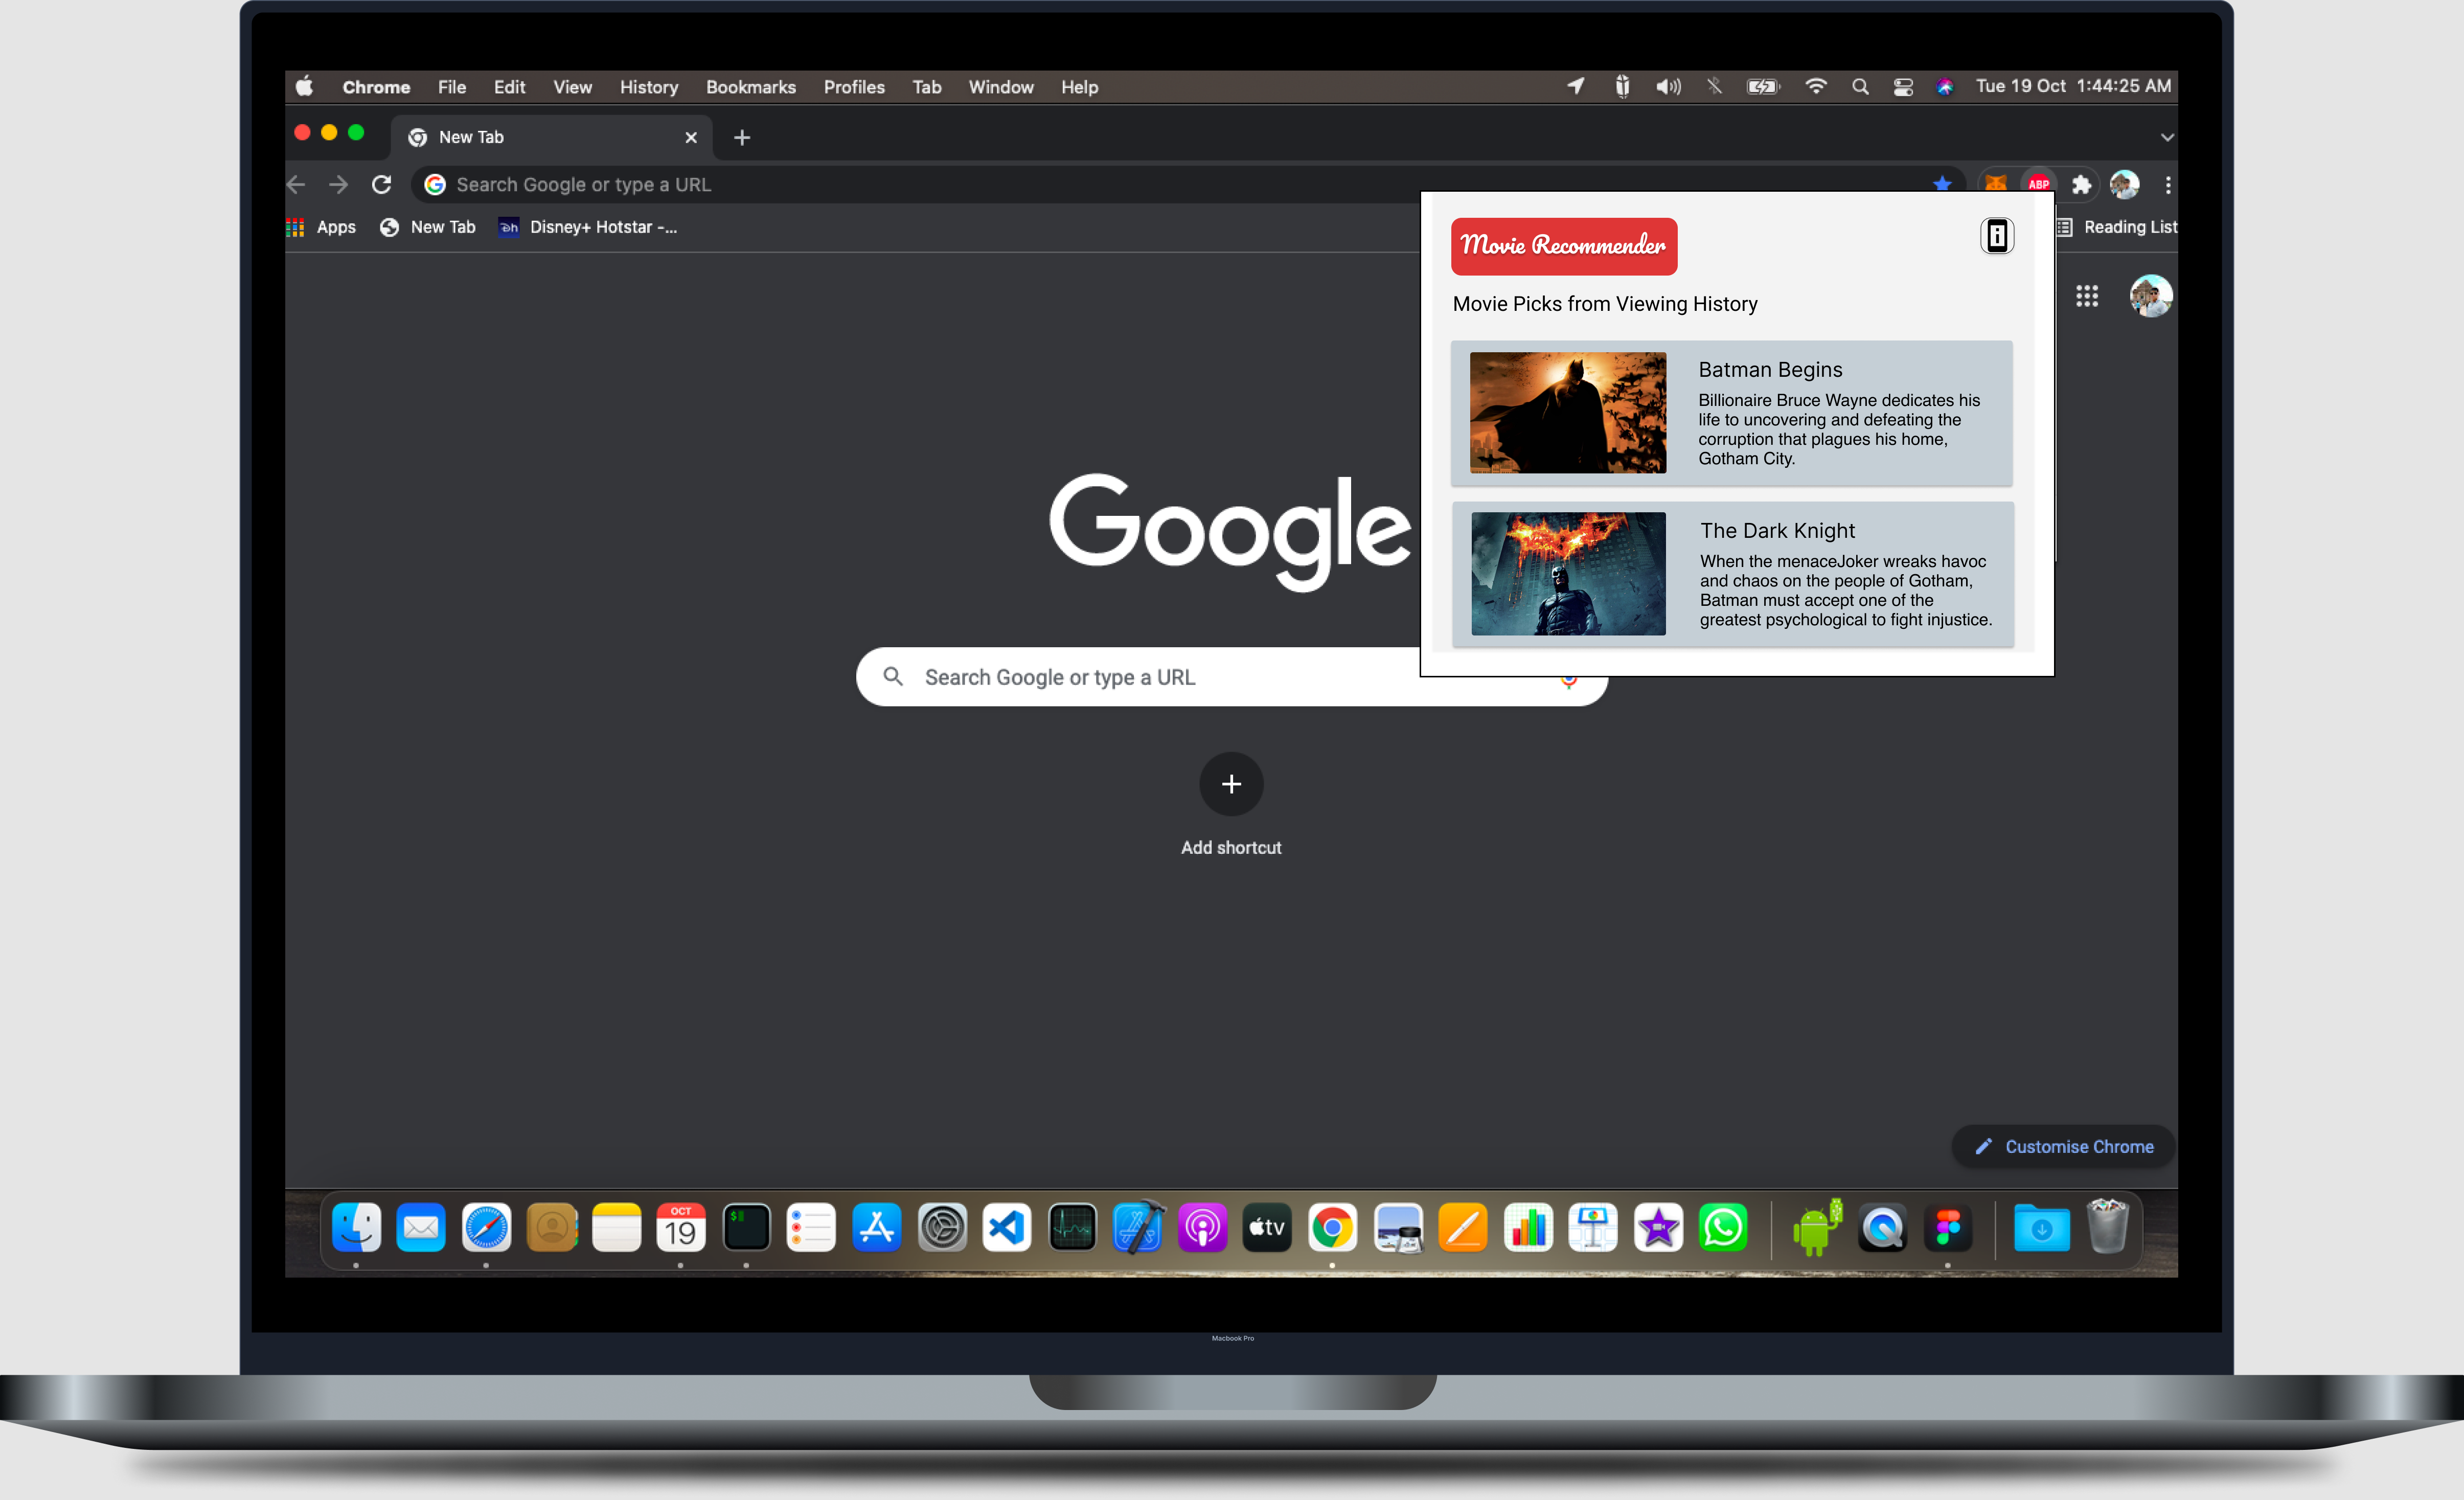 Chrome File Edit View History Bookmarks Profiles Tab Window Help Tue 19 Oct 1:44:25 AM
New Tab
Search Google or type a URL
ABP
Apps New Tab Disney+ Hotstar -... Reading List
Movie Recommender
Movie Picks from Viewing History
Batman Begins
Billionaire Bruce Wayne dedicates his
life to uncovering and defeating the
corruption that plagues his home,
Gotham City.
The Dark Knight
When the menaceJoker wreaks havoc
and chaos on the people of Gotham,
Batman must accept one of the
greatest psychological to fight injustice.
Google
Search Google or type a URL
Add shortcut
Customise Chrome
OCT
19
$
tv
Macbook Pro